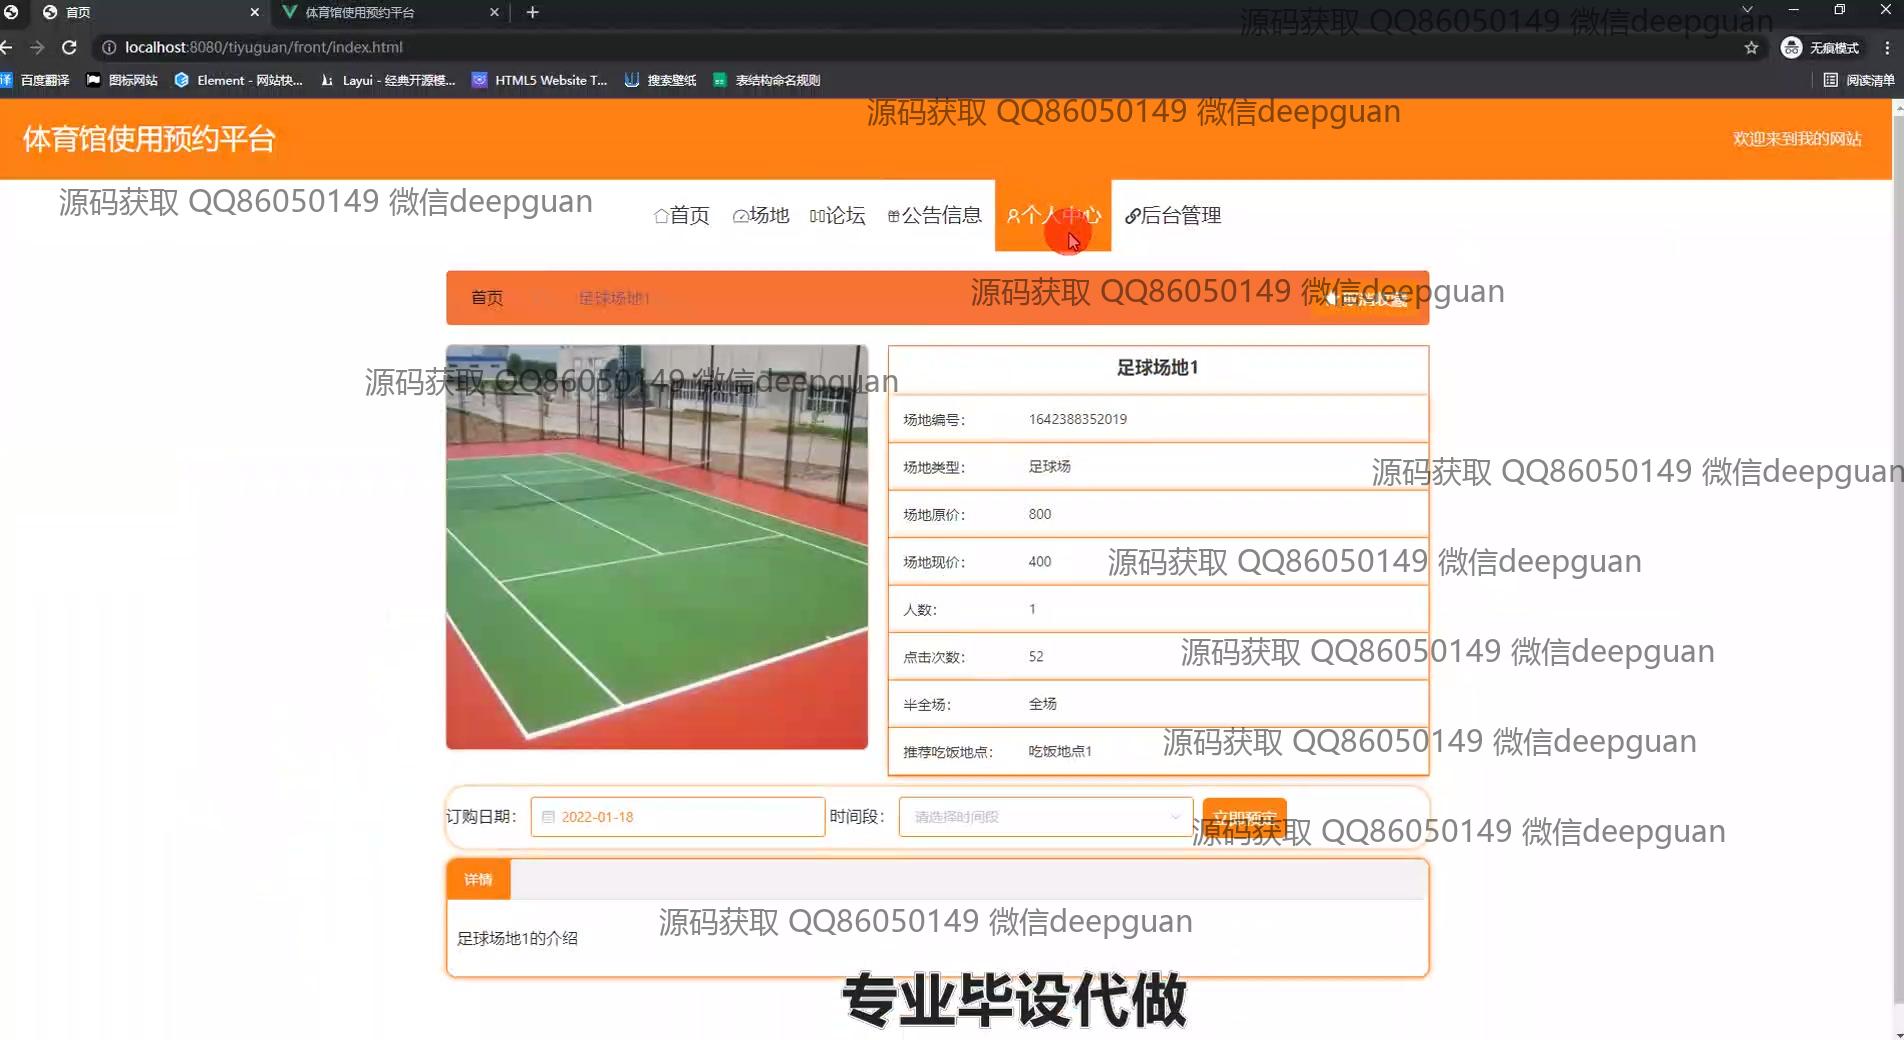 首页
体育馆使用预约平台
源码获取 QQ86050149 微信deepguan
localhost:8080/tiyuguan/front/index.html
无痕模式
译 百度翻译 图标网站 Element - 网站快... Layui - 经典开源模... HTML5 Website T... 搜索壁纸 表结构命名规则 阅读清单
源码获取 QQ86050149 微信deepguan
体育馆使用预约平台
欢迎来到我的网站
源码获取 QQ86050149 微信deepguan
首页 场地 论坛 公告信息 个人中心 后台管理
首页 足球场地1 取消收藏
源码获取 QQ86050149 微信deepguan
源码获取 QQ86050149 微信deepguan
足球场地1
场地编号： 1642388352019
场地类型： 足球场
源码获取 QQ86050149 微信deepguan
场地原价： 800
场地现价： 400
源码获取 QQ86050149 微信deepguan
人数： 1
点击次数： 52
源码获取 QQ86050149 微信deepguan
半全场： 全场
推荐吃饭地点： 吃饭地点1
源码获取 QQ86050149 微信deepguan
订购日期： 2022-01-18 时间段： 请选择时间段 立即预定
源码获取 QQ86050149 微信deepguan
详情
源码获取 QQ86050149 微信deepguan
足球场地1的介绍
专业毕设代做